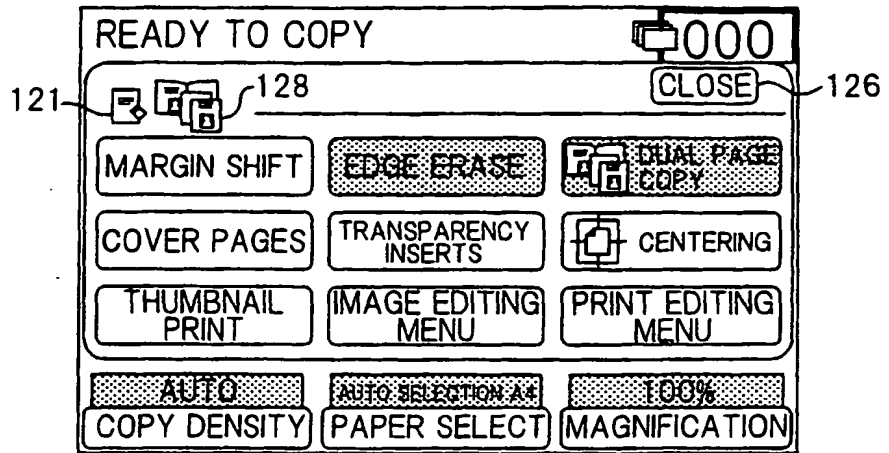 READY TO COPY 000
121 128 CLOSE 126
MARGIN SHIFT EDGE ERASE DUAL PAGE
COPY
COVER PAGES TRANSPARENCY
INSERTS CENTERING
THUMBNAIL
PRINT IMAGE EDITING
MENU PRINT EDITING
MENU
AUTO AUTO SELECTION A4 100%
COPY DENSITY PAPER SELECT MAGNIFICATION